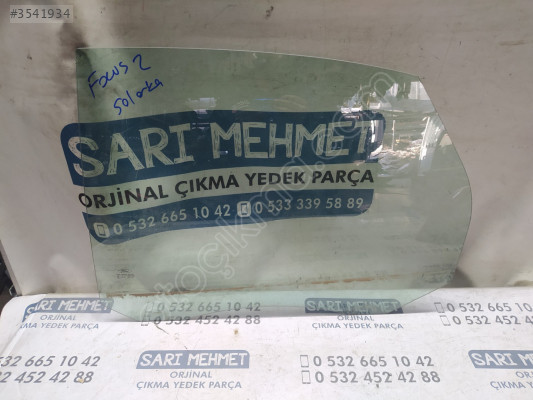 #3541934
Focus 2
sol arka
SARI MEHMET
ORJİNAL ÇIKMA YEDEK PARÇA
0 532 665 10 42 0 533 339 58 89
SARI MEHMET
ORJİNAL
ÇIKMA YEDEK PARÇA
0 532 665 10 42
0 532 452 42 88
SARI MEHMET
ORJİNAL
ÇIKMA YEDEK PARÇA
0 532 665 10 42
0 532 452 42 88
532 665 10 42
532 452 42 88
SARI MEHMET
ORJİNAL
ÇIKMA YEDEK PARÇA
0 532 665 10 42
0 532 452 42 88